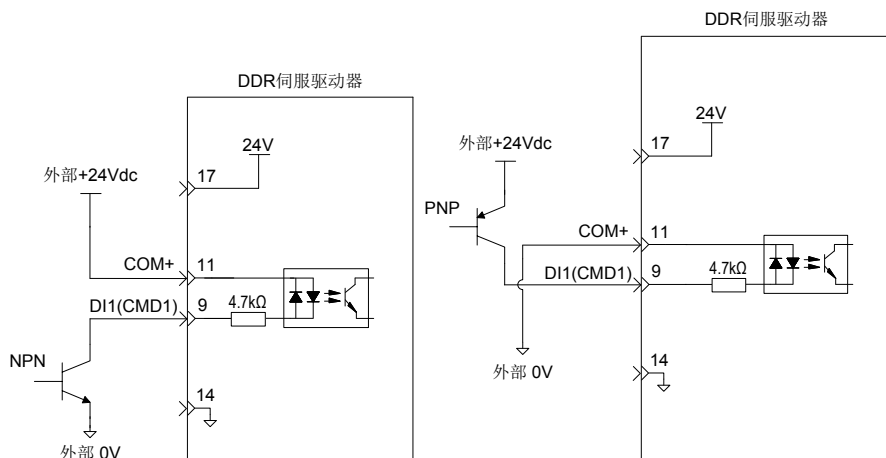 DDR伺服驱动器
24V
17
外部+24Vdc
COM+
11
DI1(CMD1)
9
4.7kΩ
NPN
14
外部 0V
DDR伺服驱动器
24V
17
外部+24Vdc
PNP
COM+
11
DI1(CMD1)
9
4.7kΩ
14
外部 0V